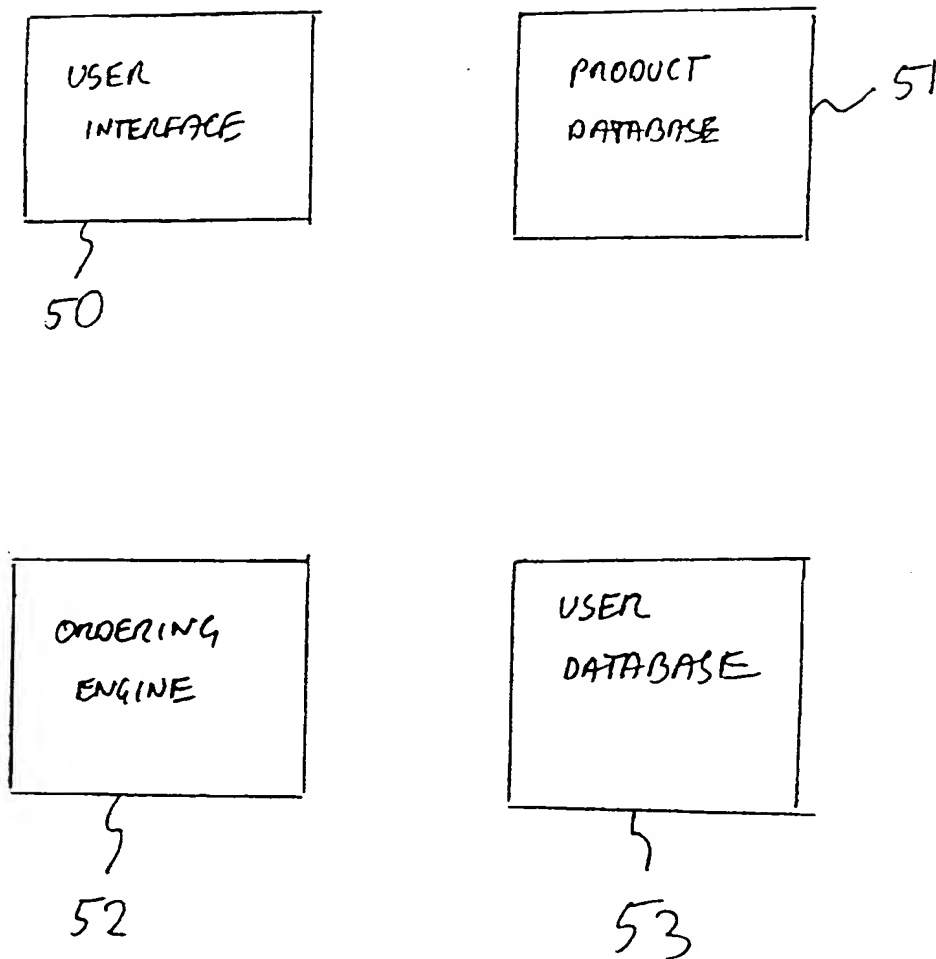 USER
INTERFACE
50
PRODUCT
DATABASE
51
ORDERING
ENGINE
52
USER
DATABASE
53